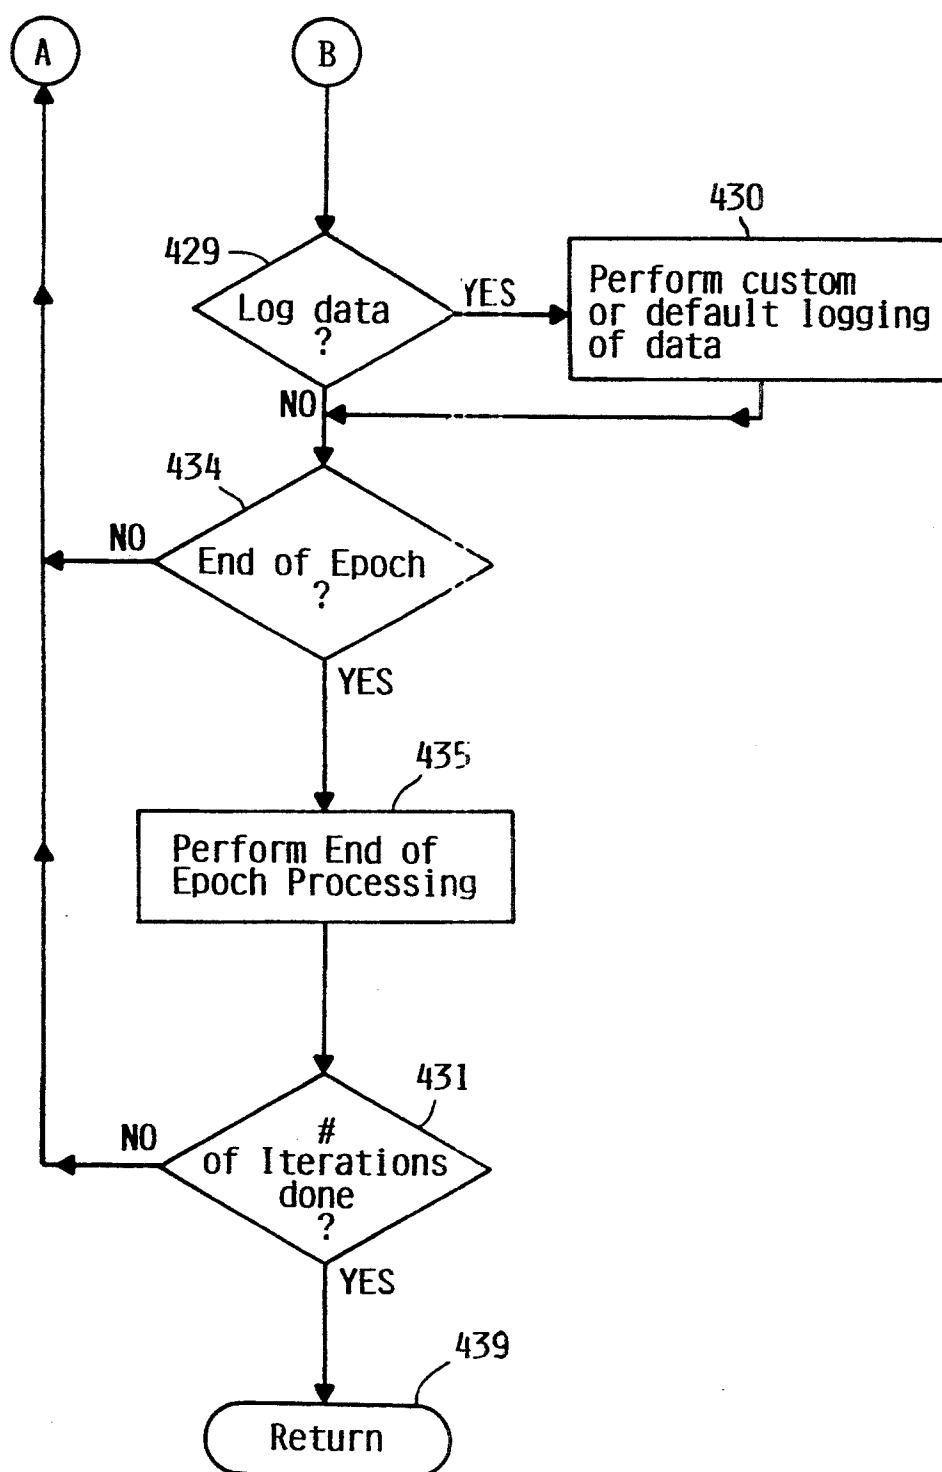 A
B
430
429
Log data
?
YES
Perform custom
or default logging
of data
NO
434
NO
End of Epoch
?
YES
435
Perform End of
Epoch Processing
431
NO
#
of Iterations
done
?
YES
439
Return